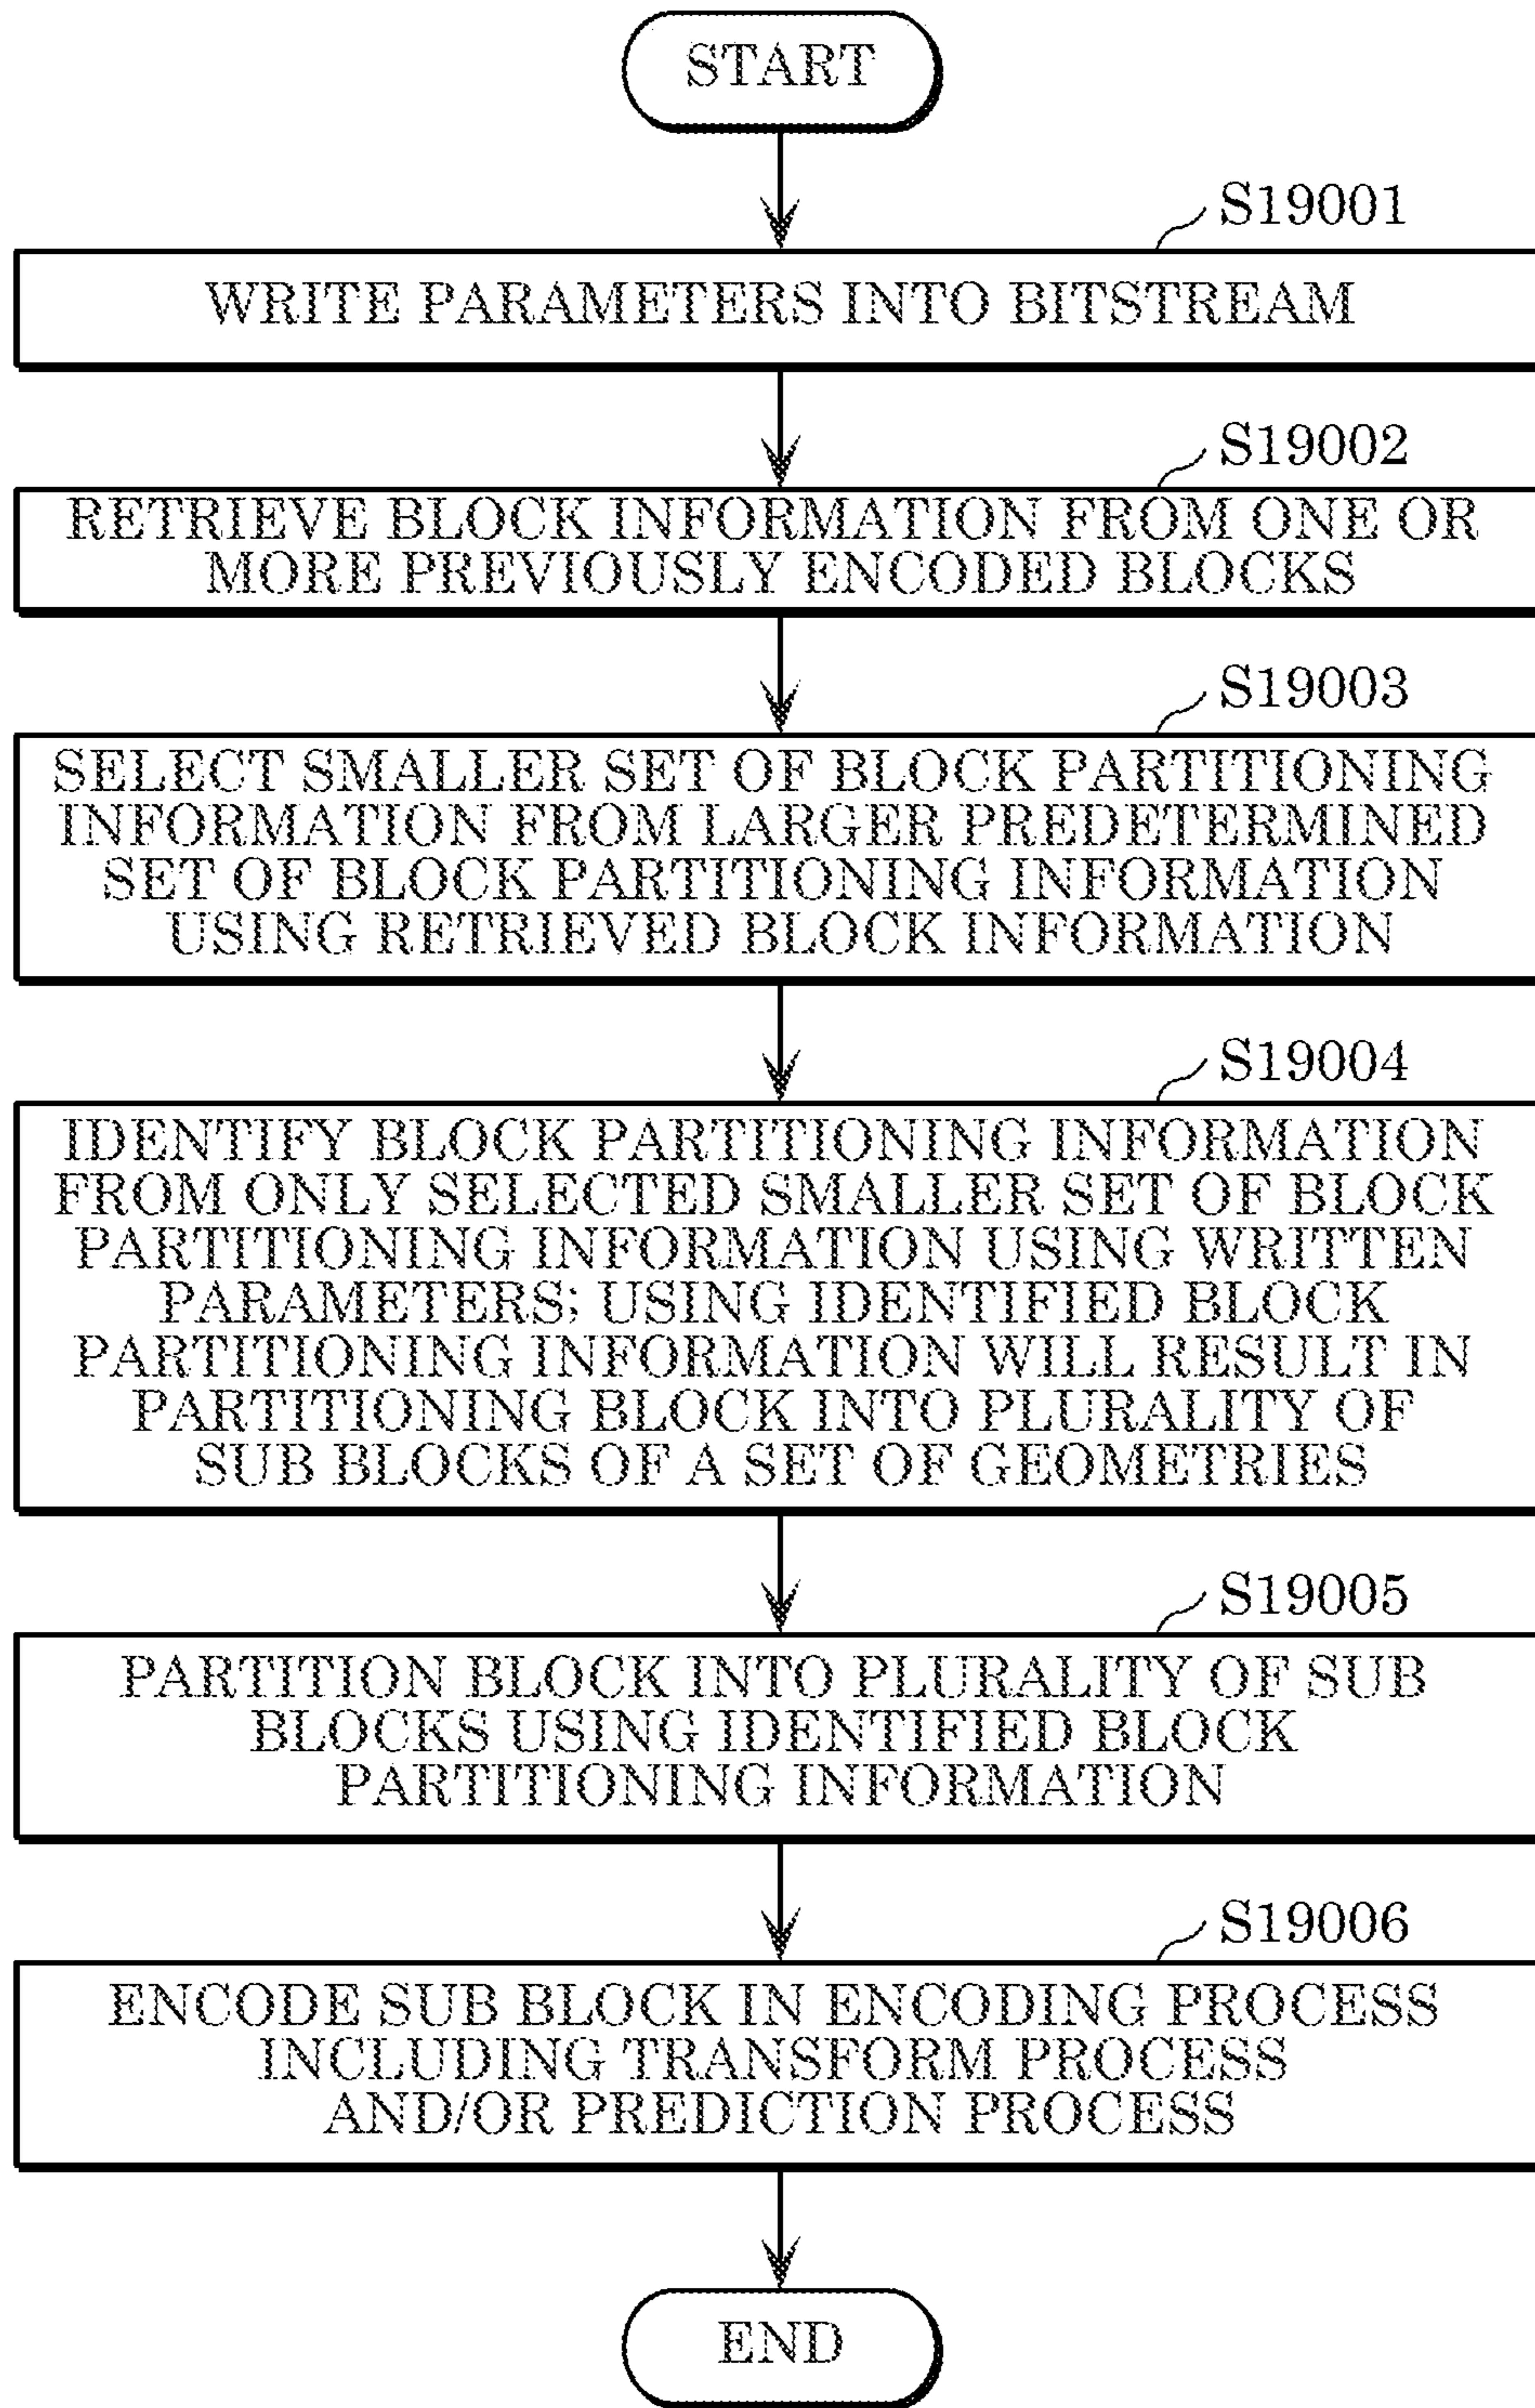 START
S19001
WRITE PARAMETERS INTO BITSTREAM
S19002
RETRIEVE BLOCK INFORMATION FROM ONE OR
MORE PREVIOUSLY ENCODED BLOCKS
S19003
SELECT SMALLER SET OF BLOCK PARTITIONING
INFORMATION FROM LARGER PREDETERMINED
SET OF BLOCK PARTITIONING INFORMATION
USING RETRIEVED BLOCK INFORMATION
S19004
IDENTIFY BLOCK PARTITIONING INFORMATION
FROM ONLY SELECTED SMALLER SET OF BLOCK
PARTITIONING INFORMATION USING WRITTEN
PARAMETERS; USING IDENTIFIED BLOCK
PARTITIONING INFORMATION WILL RESULT IN
PARTITIONING BLOCK INTO PLURALITY OF
SUB BLOCKS OF A SET OF GEOMETRIES
S19005
PARTITION BLOCK INTO PLURALITY OF SUB
BLOCKS USING IDENTIFIED BLOCK
PARTITIONING INFORMATION
S19006
ENCODE SUB BLOCK IN ENCODING PROCESS
INCLUDING TRANSFORM PROCESS
AND/OR PREDICTION PROCESS
END